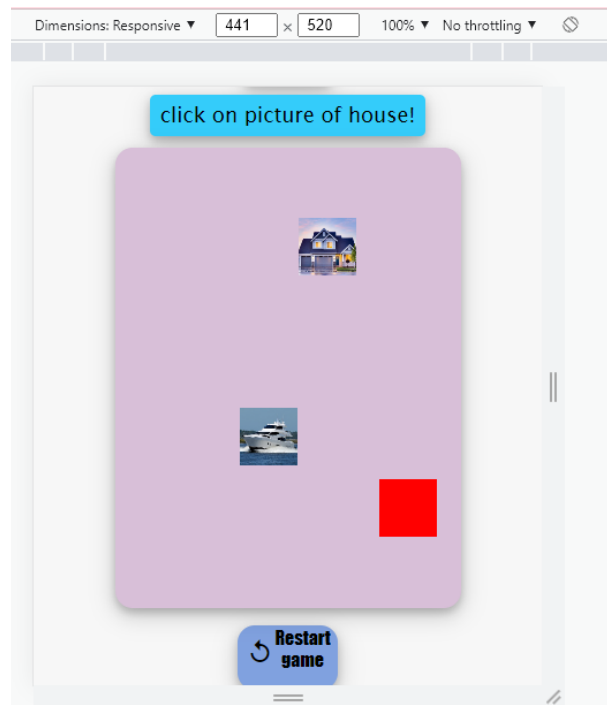 Dimensions: Responsive ▼ 441 × 520 100% ▼ No throttling ▼
click on picture of house!
Restart
game